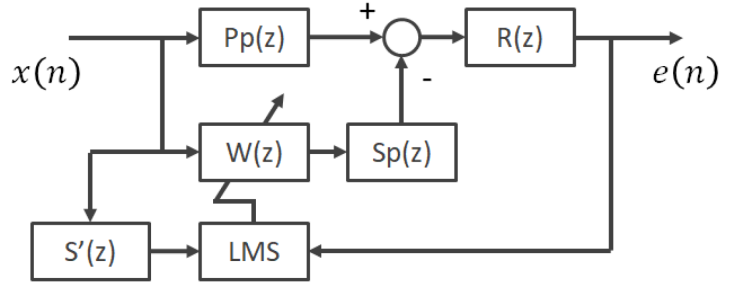 +
Pp(z)
R(z)
x(n)
e(n)
-
W(z)
Sp(z)
S’(z)
LMS